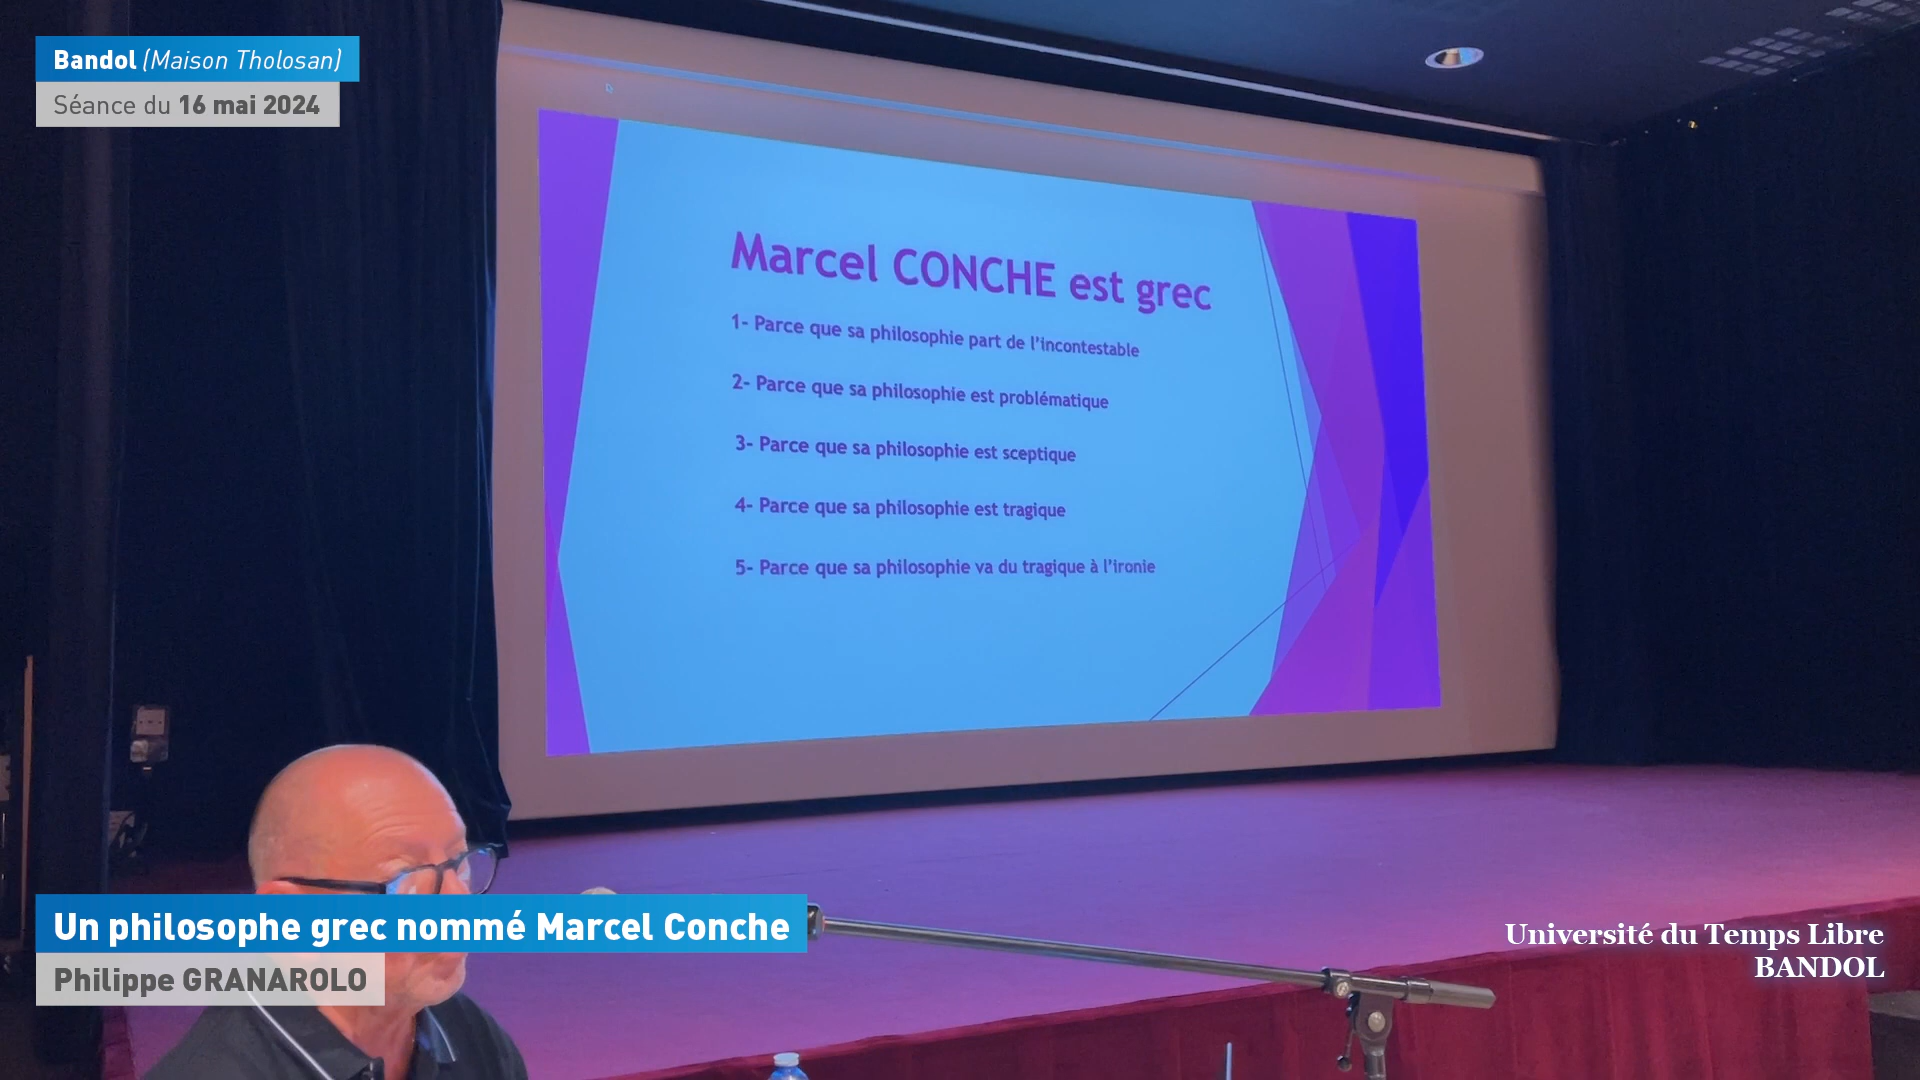 Bandol (Maison Tholosan)
Séance du 16 mai 2024
Marcel CONCHE est grec
1- Parce que sa philosophie part de l'incontestable
2- Parce que sa philosophie est problématique
3- Parce que sa philosophie est sceptique
4- Parce que sa philosophie est tragique
5- Parce que sa philosophie va du tragique à l'ironie
Un philosophe grec nommé Marcel Conche
Philippe GRANAROLO
Université du Temps Libre
BANDOL